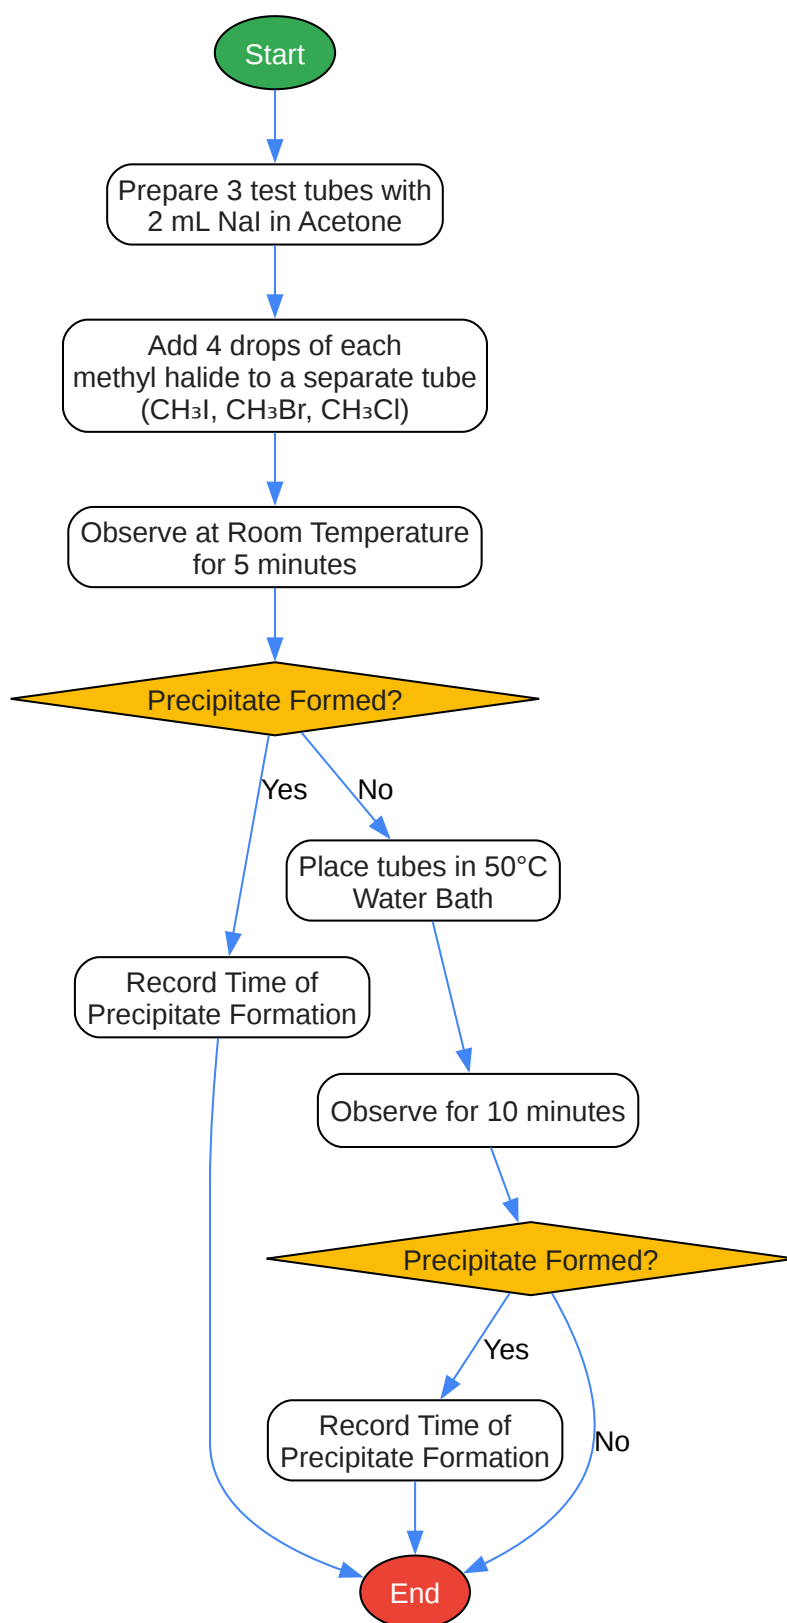 Start
Prepare 3 test tubes with
2 mL NaI in Acetone
Add 4 drops of each
methyl halide to a separate tube
(CH₃I, CH₃Br, CH₃Cl)
Observe at Room Temperature
for 5 minutes
Precipitate Formed?
Yes
No
Place tubes in 50°C
Water Bath
Record Time of
Precipitate Formation
Observe for 10 minutes
Precipitate Formed?
Yes
Record Time of
Precipitate Formation
No
End